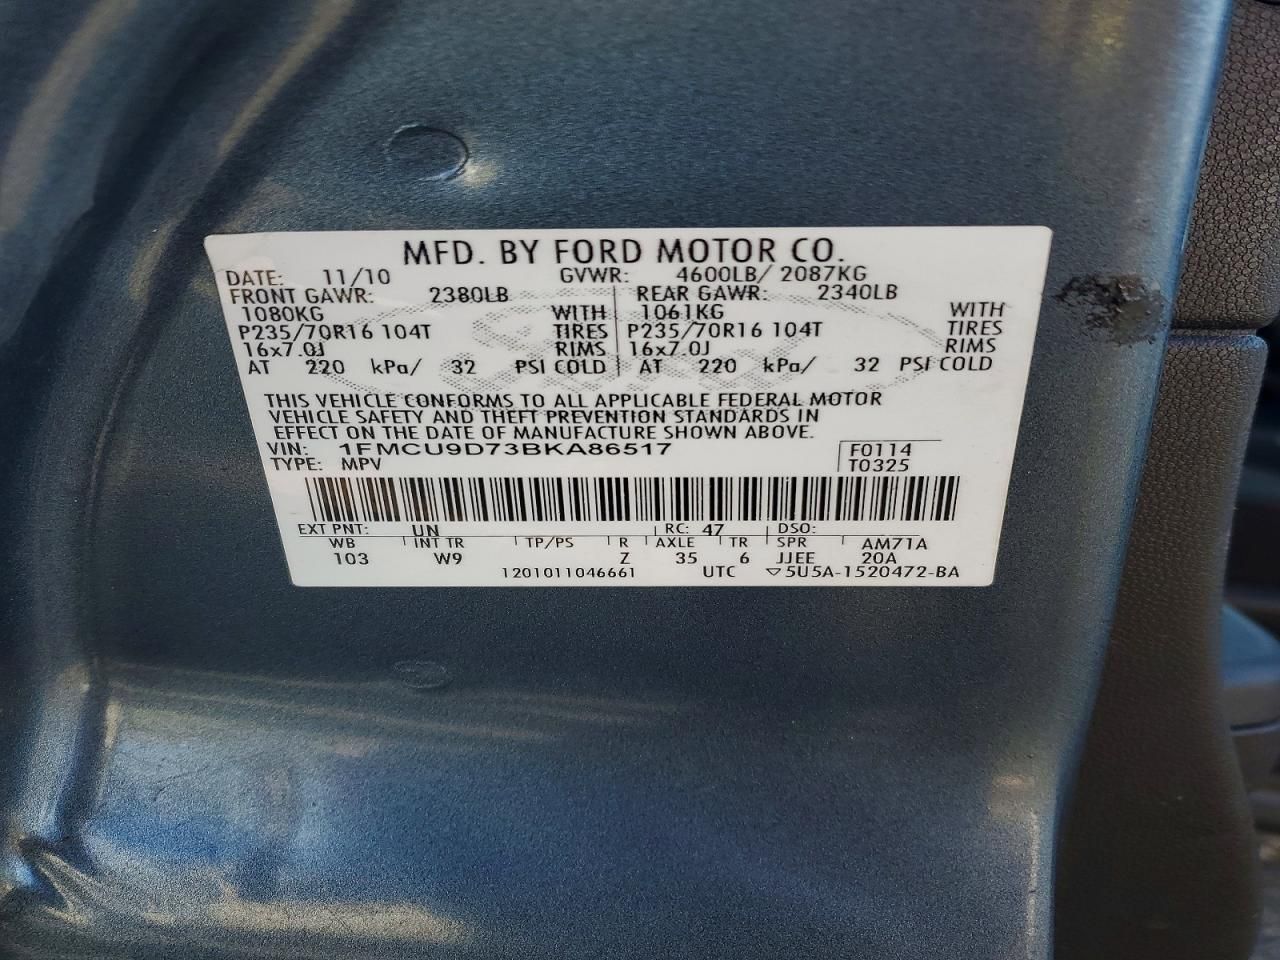 MFD. BY FORD MOTOR CO.
DATE: 11/10 GVWR: 4600LB/ 2087KG
FRONT GAWR: 2380LB REAR GAWR: 2340LB
1080KG WITH 1061KG WITH
P235/70R16 104T TIRES P235/70R16 104T TIRES
16x7.0J RIMS 16x7.0J RIMS
AT 220 kPa/ 32 PSI COLD AT 220 kPa/ 32 PSI COLD
THIS VEHICLE CONFORMS TO ALL APPLICABLE FEDERAL MOTOR
VEHICLE SAFETY AND THEFT PREVENTION STANDARDS IN
EFFECT ON THE DATE OF MANUFACTURE SHOWN ABOVE.
VIN: 1FMCU9D73BKA86517 F0114
TYPE: MPV T0325
EXT PNT: UN RC: 47 DSO:
WB INT TR TP/PS R AXLE TR SPR AM71A
103 W9 Z 35 6 JJEE 20A
1201011046661 UTC 5U5A-1520472-BA